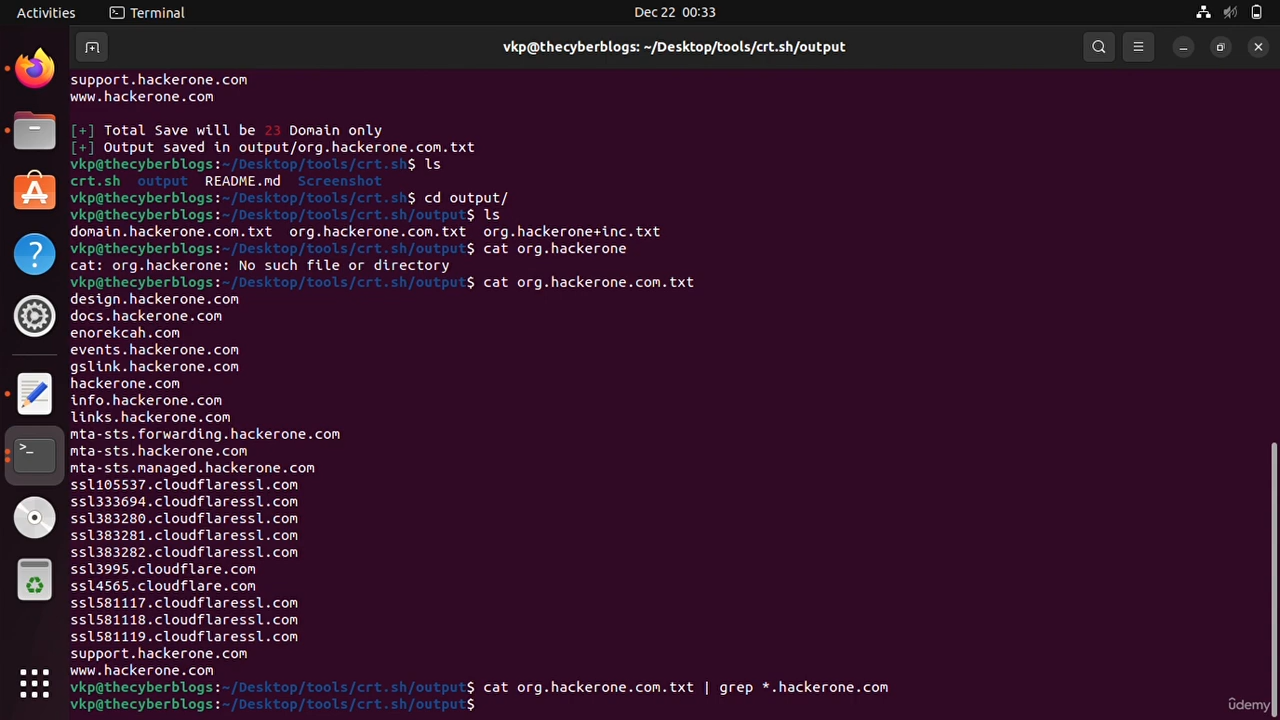 Activities Terminal Dec 22 00:33
vkp@thecyberblogs: ~/Desktop/tools/crt.sh/output
support.hackerone.com
www.hackerone.com
[+] Total Save will be 23 Domain only
[+] Output saved in output/org.hackerone.com.txt
vkp@thecyberblogs:~/Desktop/tools/crt.sh$ ls
crt.sh output README.md Screenshot
vkp@thecyberblogs:~/Desktop/tools/crt.sh$ cd output/
vkp@thecyberblogs:~/Desktop/tools/crt.sh/output$ ls
domain.hackerone.com.txt org.hackerone.com.txt org.hackerone+inc.txt
vkp@thecyberblogs:~/Desktop/tools/crt.sh/output$ cat org.hackerone
cat: org.hackerone: No such file or directory
vkp@thecyberblogs:~/Desktop/tools/crt.sh/output$ cat org.hackerone.com.txt
design.hackerone.com
docs.hackerone.com
enorekcah.com
events.hackerone.com
gslink.hackerone.com
hackerone.com
info.hackerone.com
links.hackerone.com
mta-sts.forwarding.hackerone.com
mta-sts.hackerone.com
mta-sts.managed.hackerone.com
ssl105537.cloudflaressl.com
ssl333694.cloudflaressl.com
ssl383280.cloudflaressl.com
ssl383281.cloudflaressl.com
ssl383282.cloudflaressl.com
ssl3995.cloudflare.com
ssl4565.cloudflare.com
ssl581117.cloudflaressl.com
ssl581118.cloudflaressl.com
ssl581119.cloudflaressl.com
support.hackerone.com
www.hackerone.com
vkp@thecyberblogs:~/Desktop/tools/crt.sh/output$ cat org.hackerone.com.txt | grep *.hackerone.com
vkp@thecyberblogs:~/Desktop/tools/crt.sh/output$
ûdemy